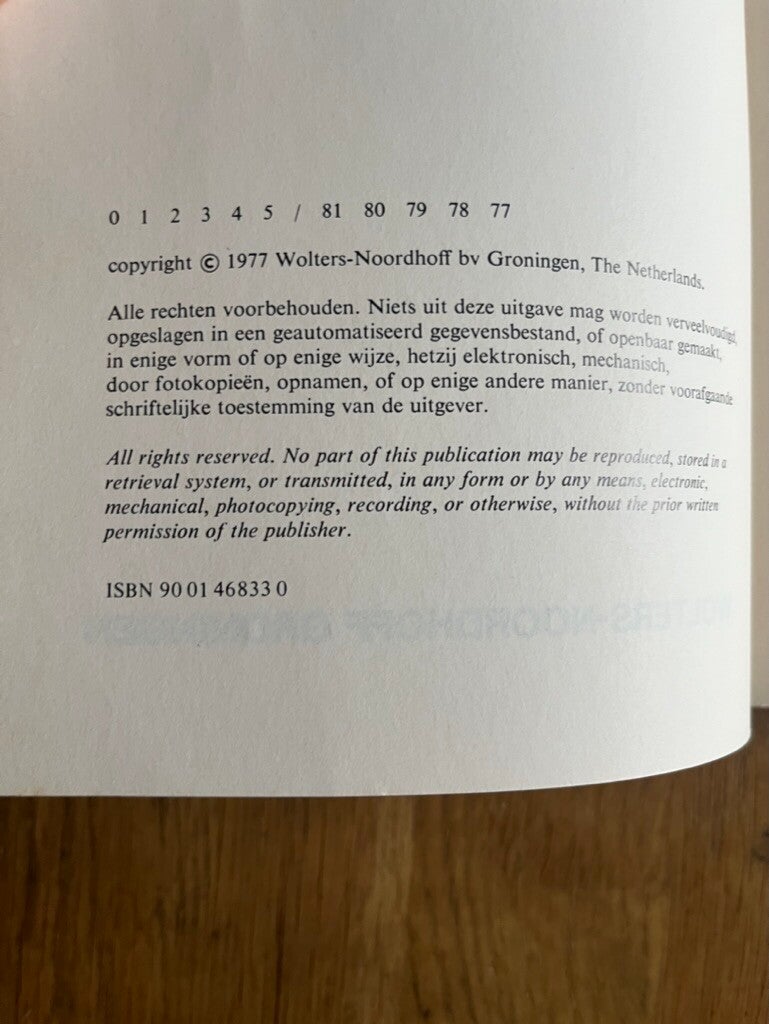 0 1 2 3 4 5 / 81 80 79 78 77
copyright © 1977 Wolters-Noordhoff bv Groningen, The Netherlands.
Alle rechten voorbehouden. Niets uit deze uitgave mag worden verveelvoudigd,
opgeslagen in een geautomatiseerd gegevensbestand, of openbaar gemaakt,
in enige vorm of op enige wijze, hetzij elektronisch, mechanisch,
door fotokopieën, opnamen, of op enige andere manier, zonder voorafgaande
schriftelijke toestemming van de uitgever.
All rights reserved. No part of this publication may be reproduced, stored in a
retrieval system, or transmitted, in any form or by any means, electronic,
mechanical, photocopying, recording, or otherwise, without the prior written
permission of the publisher.
ISBN 90 01 46833 0
WOLTERS-NOORDHOFF GRONINGEN